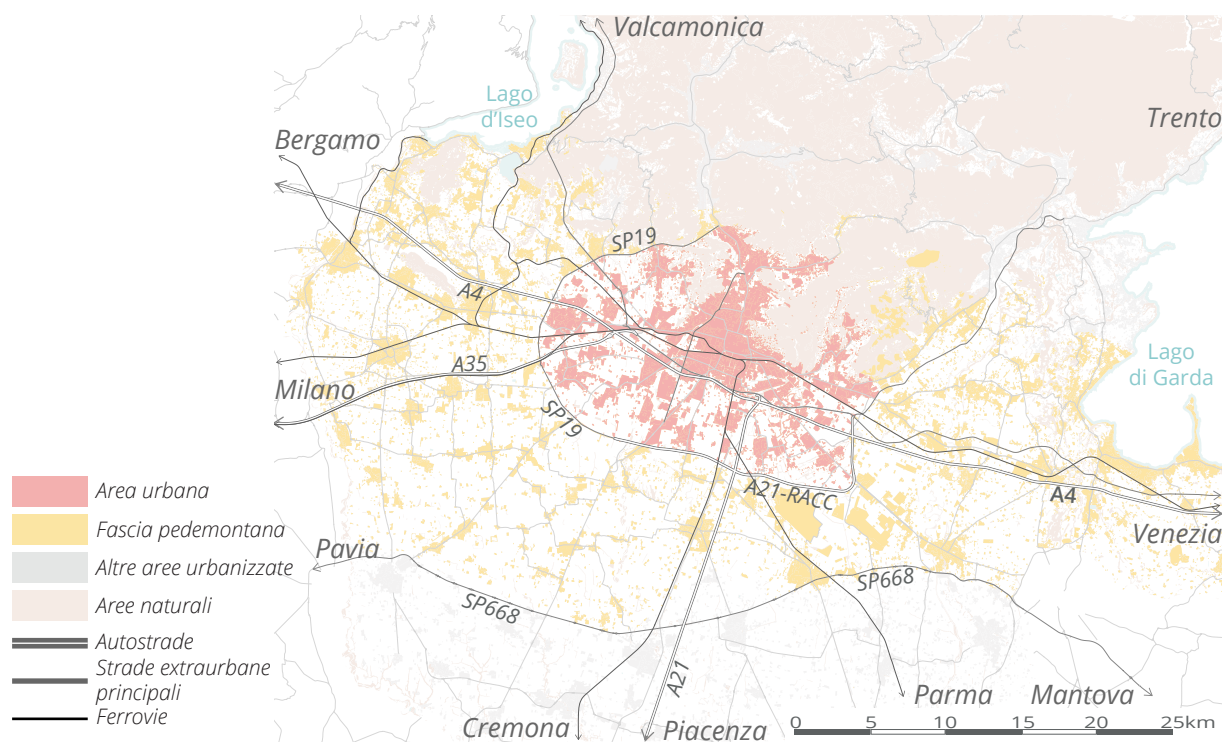 Valcamonica
Lago
d'Iseo
Trento
Bergamo
SP19
A4
Lago
di Garda
A35
Milano
SP19
Area urbana
A21-RACC
A4
Fascia pedemontana
Venezia
Pavia
Altre aree urbanizzate
SP668
SP668
Aree naturali
Autostrade
Strade extraurbane
principali
A21
Ferrovie
Parma
Mantova
Cremona
Piacenza
0 5 10 15 20 25km